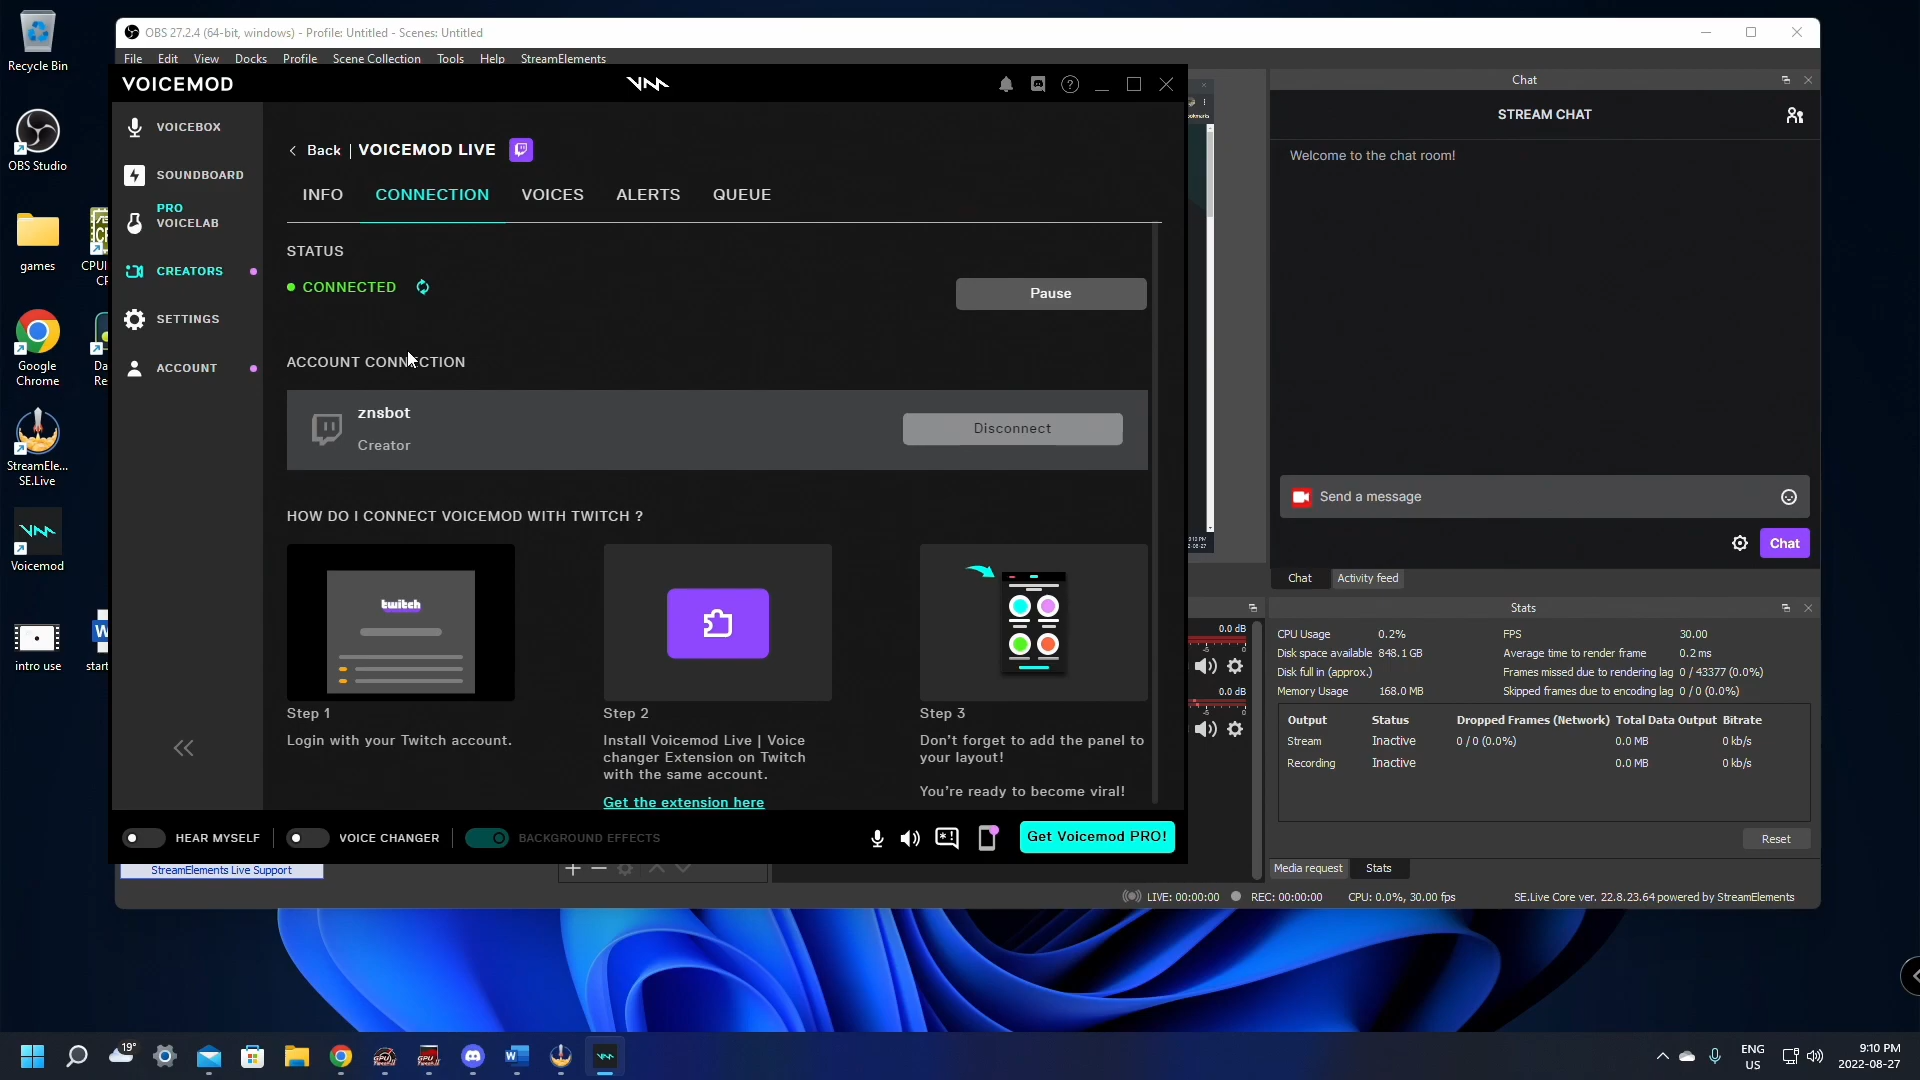 Recycle Bin
OBS Studio
games
CPUI
CF
Google
Chrome
Da
Re
StreamEle...
SE.Live
Voicemod
intro use
start
OBS 27.2.4 (64-bit, windows) - Profile: Untitled - Scenes: Untitled
File Edit View Docks Profile Scene Collection Tools Help StreamElements
VOICEMOD
VOICEBOX
SOUNDBOARD
PRO
VOICELAB
CREATORS
SETTINGS
ACCOUNT
Back | VOICEMOD LIVE
INFO CONNECTION VOICES ALERTS QUEUE
STATUS
CONNECTED
Pause
ACCOUNT CONNECTION
znsbot
Creator
Disconnect
HOW DO I CONNECT VOICEMOD WITH TWITCH ?
twitch
Step 1
Login with your Twitch account.
Step 2
Install Voicemod Live | Voice
changer Extension on Twitch
with the same account.
Get the extension here
Step 3
Don't forget to add the panel to
your layout!
You're ready to become viral!
HEAR MYSELF VOICE CHANGER BACKGROUND EFFECTS
Get Voicemod PRO!
StreamElements Live Support
0.0 dB
0.0 dB
Chat
STREAM CHAT
Welcome to the chat room!
Send a message
Chat
Chat Activity feed
Stats
CPU Usage 0.2% FPS 30.00
Disk space available 848.1 GB Average time to render frame 0.2 ms
Disk full in (approx.) Frames missed due to rendering lag 0 / 43377 (0.0%)
Memory Usage 168.0 MB Skipped frames due to encoding lag 0 / 0 (0.0%)
Output Status Dropped Frames (Network) Total Data Output Bitrate
Stream Inactive 0 / 0 (0.0%) 0.0 MB 0 kb/s
Recording Inactive 0.0 MB 0 kb/s
Reset
Media request Stats
LIVE: 00:00:00 REC: 00:00:00 CPU: 0.0%, 30.00 fps SE.Live Core ver. 22.8.23.64 powered by StreamElements
19°
ENG
US
9:10 PM
2022-08-27